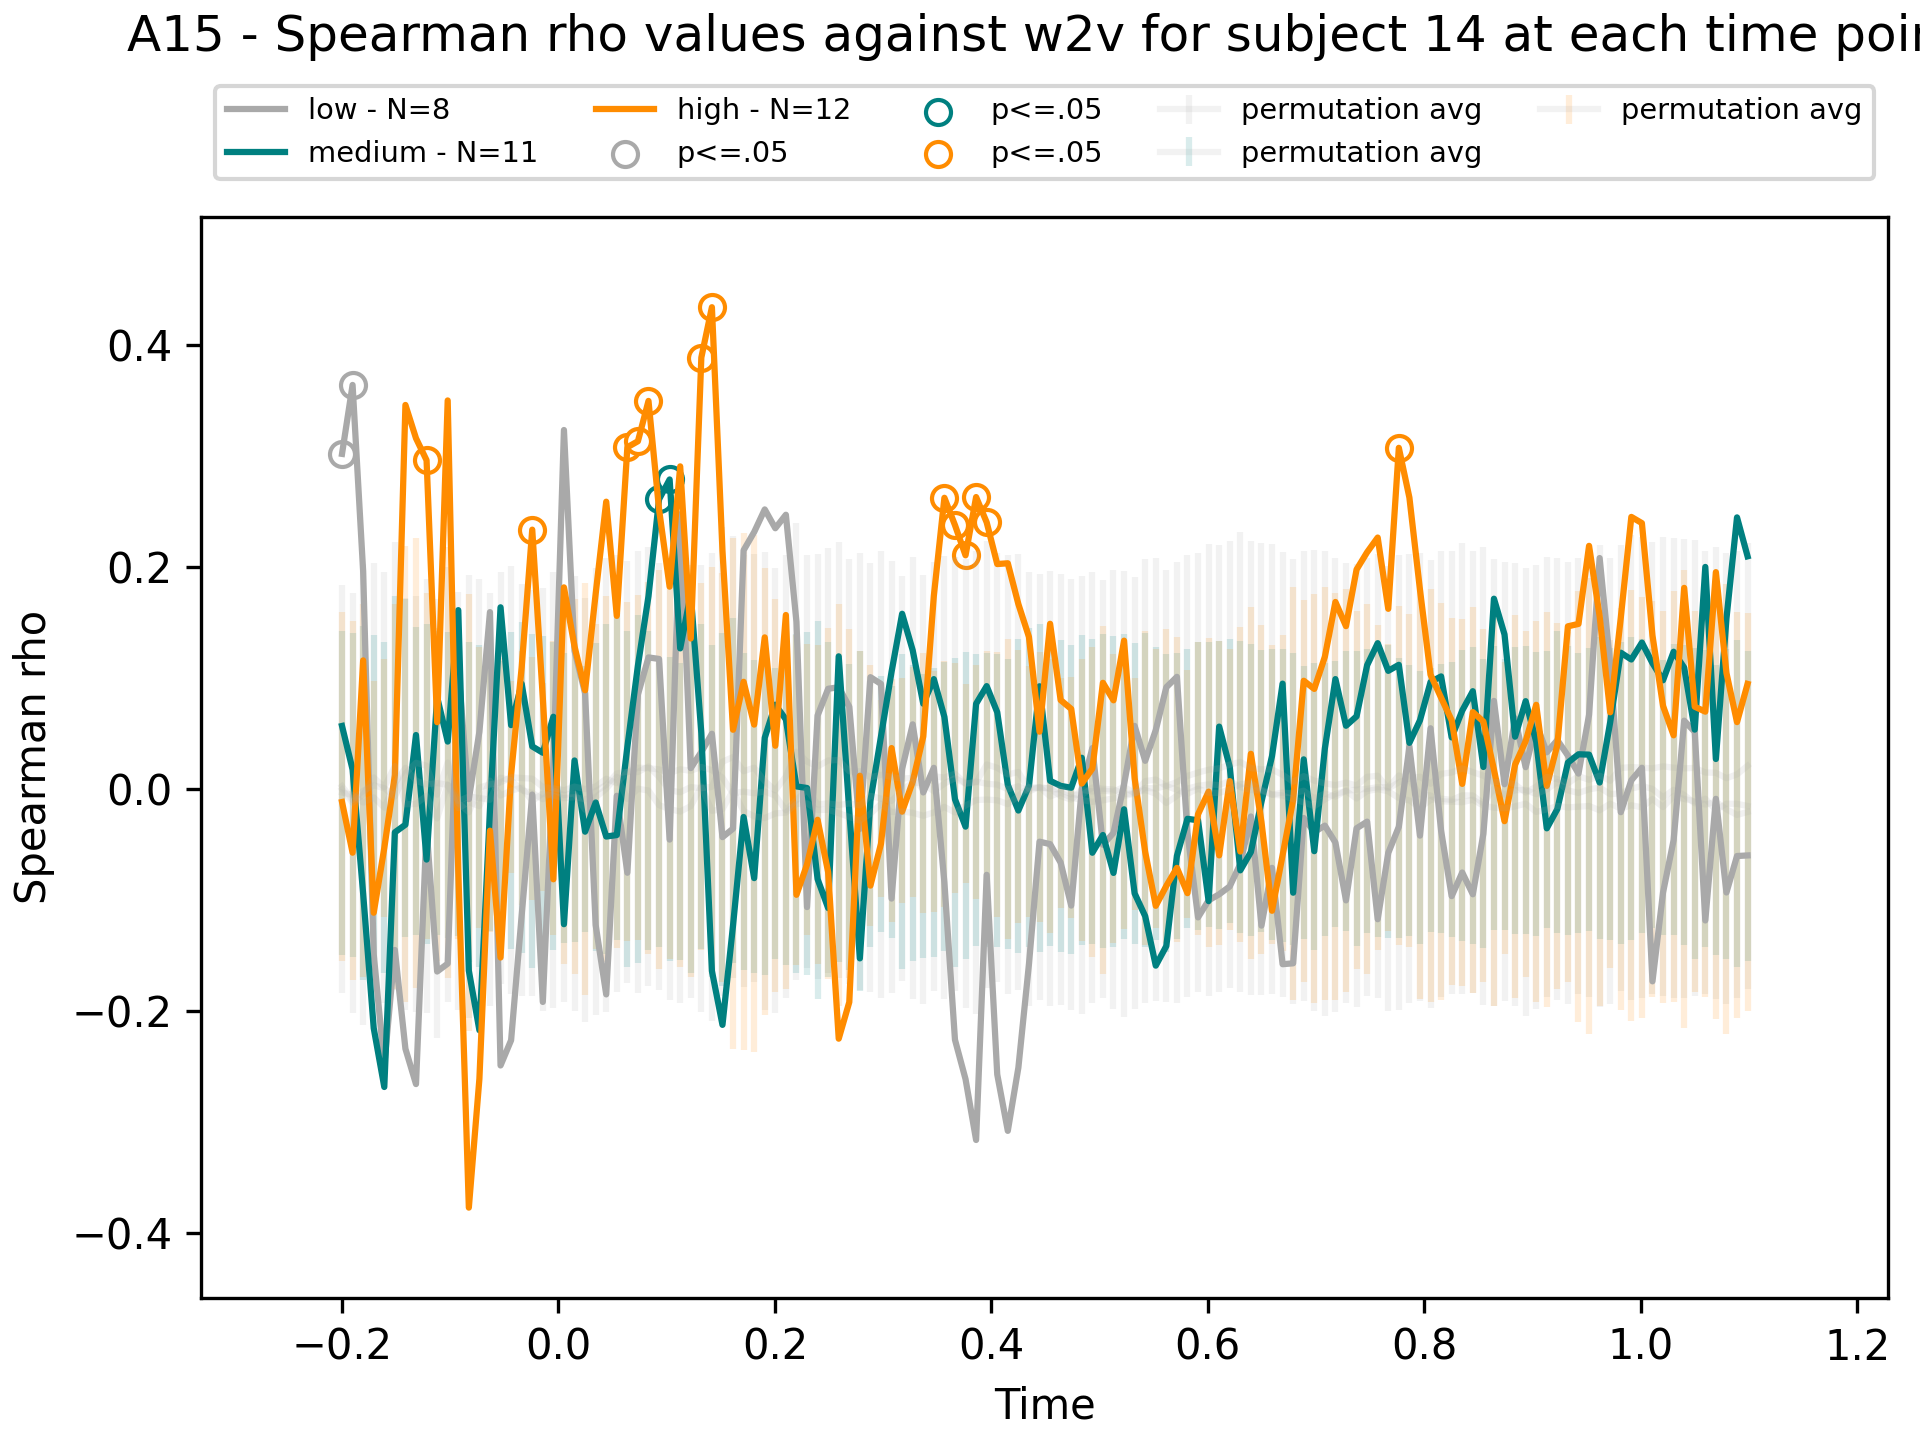 A15 - Spearman rho values against w2v for subject 14 at each time poi
low - N=8
medium - N=11
high - N=12
p<=.05
p<=.05
p<=.05
permutation avg
permutation avg
permutation avg
Spearman rho
0.4
0.2
0.0
−0.2
−0.4
−0.2 0.0 0.2 0.4 0.6 0.8 1.0 1.2
Time